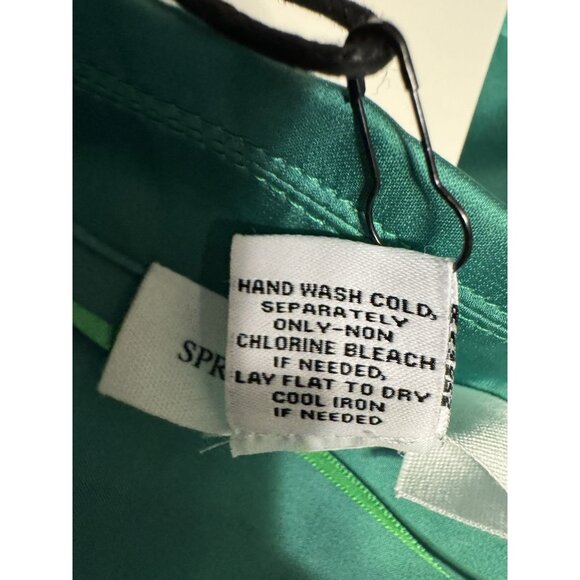 HAND WASH COLD,
SEPARATELY
ONLY-NON
CHLORINE BLEACH
IF NEEDED,
LAY FLAT TO DRY
COOL IRON
IF NEEDED
SPR